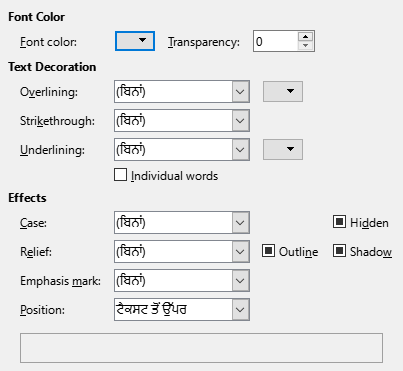 Font Color
Font color: Transparency: 0
Text Decoration
Overlining: (ਬਿਨਾਂ)
Strikethrough: (ਬਿਨਾਂ)
Underlining: (ਬਿਨਾਂ)
Individual words
Effects
Case: (ਬਿਨਾਂ) Hidden
Relief: (ਬਿਨਾਂ) Outline Shadow
Emphasis mark: (ਬਿਨਾਂ)
Position: ਟੈਕਸਟ ਤੋਂ ਉੱਪਰ